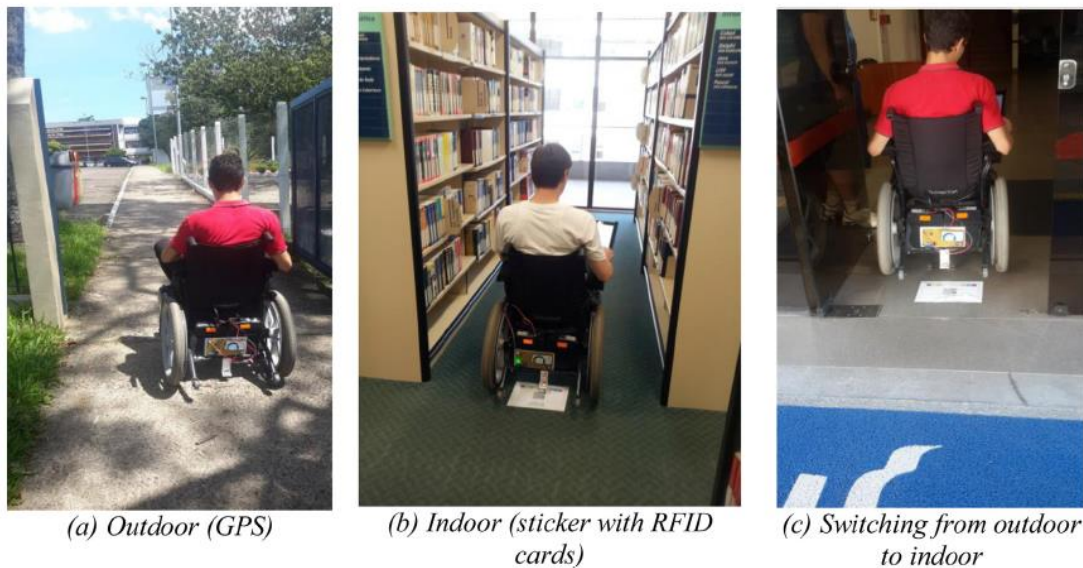 (a) Outdoor (GPS)
(b) Indoor (sticker with RFID
cards)
(c) Switching from outdoor
to indoor